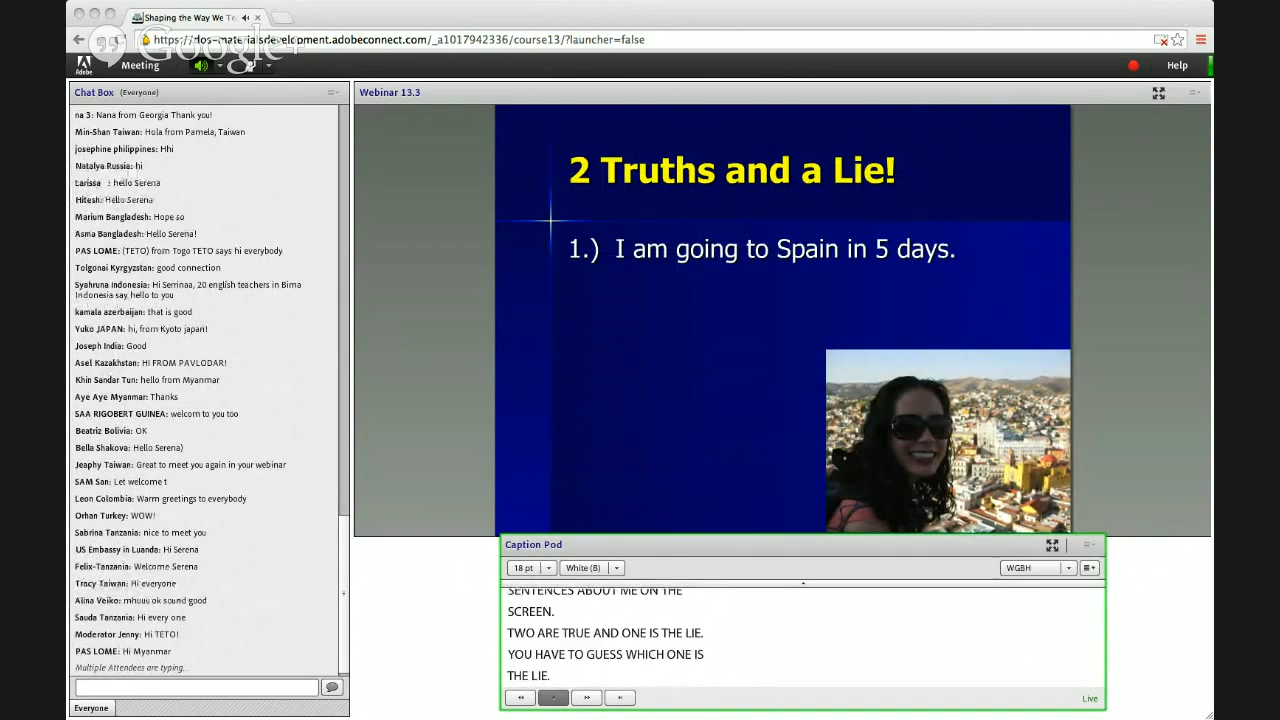 Shaping the Way We Te
https://dos-materialsdevelopment.adobeconnect.com/_a1017942336/course13/?launcher=false
Google+
Adobe
Meeting
Help
Chat Box (Everyone)
na 3: Nana from Georgia Thank you!
Min-Shan Taiwan: Hola from Pamela, Taiwan
josephine philippines: Hhi
Natalya Russia: hi
Larissa : hello Serena
Hitesh: Hello Serena
Marium Bangladesh: Hope so
Asma Bangladesh: Hello Serena!
PAS LOME: (TETO) from Togo TETO says hi everybody
Tolgonai Kyrgyzstan: good connection
Syahruna Indonesia: Hi Serrinaa, 20 english teachers in Bima
Indonesia say hello to you
kamala azerbaijan: that is good
Yuko JAPAN: hi, from Kyoto japan!
Joseph India: Good
Asel Kazakhstan: HI FROM PAVLODAR!
Khin Sandar Tun: hello from Myanmar
Aye Aye Myanmar: Thanks
SAA RIGOBERT GUINEA: welcom to you too
Beatriz Bolivia: OK
Bella Shakova: Hello Serena)
Jeaphy Taiwan: Great to meet you again in your webinar
SAM San: Let welcome t
Leon Colombia: Warm greetings to everybody
Orhan Turkey: WOW!
Sabrina Tanzania: nice to meet you
US Embassy in Luanda: Hi Serena
Felix-Tanzania: Welcome Serena
Tracy Taiwan: Hi everyone
Alina Veiko: mhuuu ok sound good
Sauda Tanzania: Hi every one
Moderator Jenny: Hi TETO!
PAS LOME: Hi Myanmar
Multiple Attendees are typing...
Everyone
Webinar 13.3
2 Truths and a Lie!
1.) I am going to Spain in 5 days.
Caption Pod
18 pt
White (B)
WGBH
SENTENCES ABOUT ME ON THE
SCREEN.
TWO ARE TRUE AND ONE IS THE LIE.
YOU HAVE TO GUESS WHICH ONE IS
THE LIE.
Live